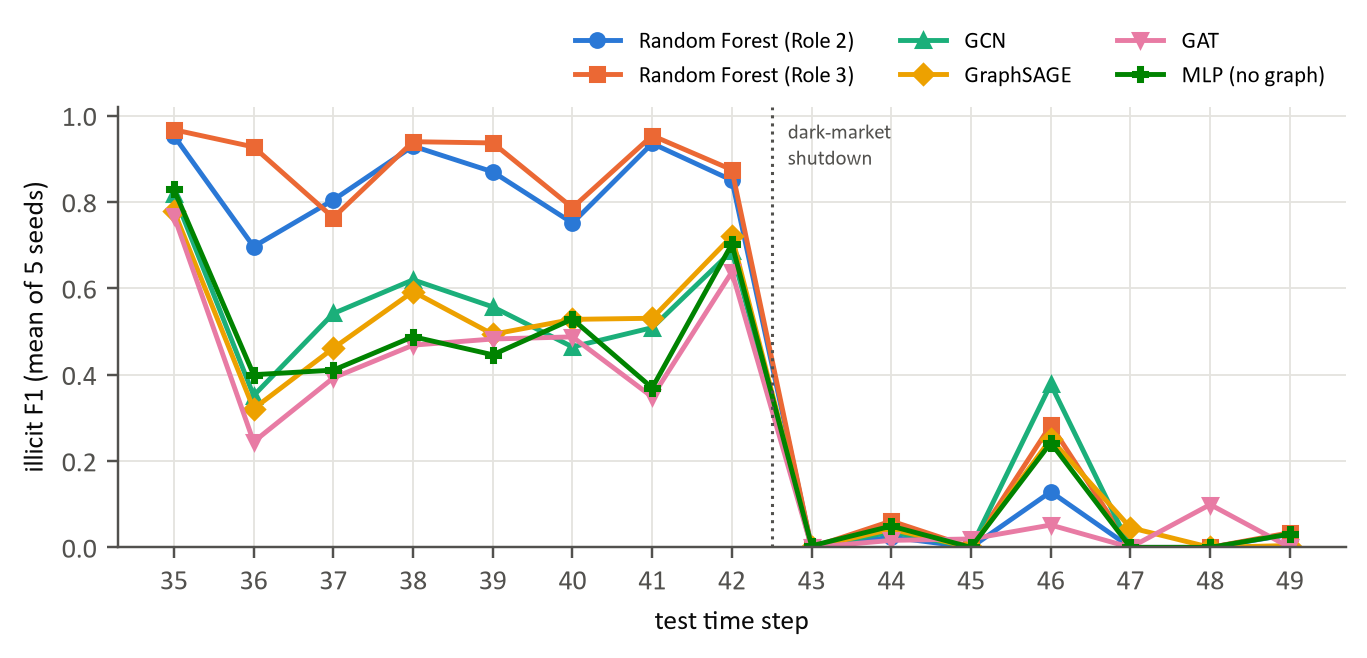 Random Forest (Role 2)
GCN
GAT
Random Forest (Role 3)
GraphSAGE
MLP (no graph)
dark-market
shutdown
illicit F1 (mean of 5 seeds)
1.0
0.8
0.6
0.4
0.2
0.0
35 36 37 38 39 40 41 42 43 44 45 46 47 48 49
test time step